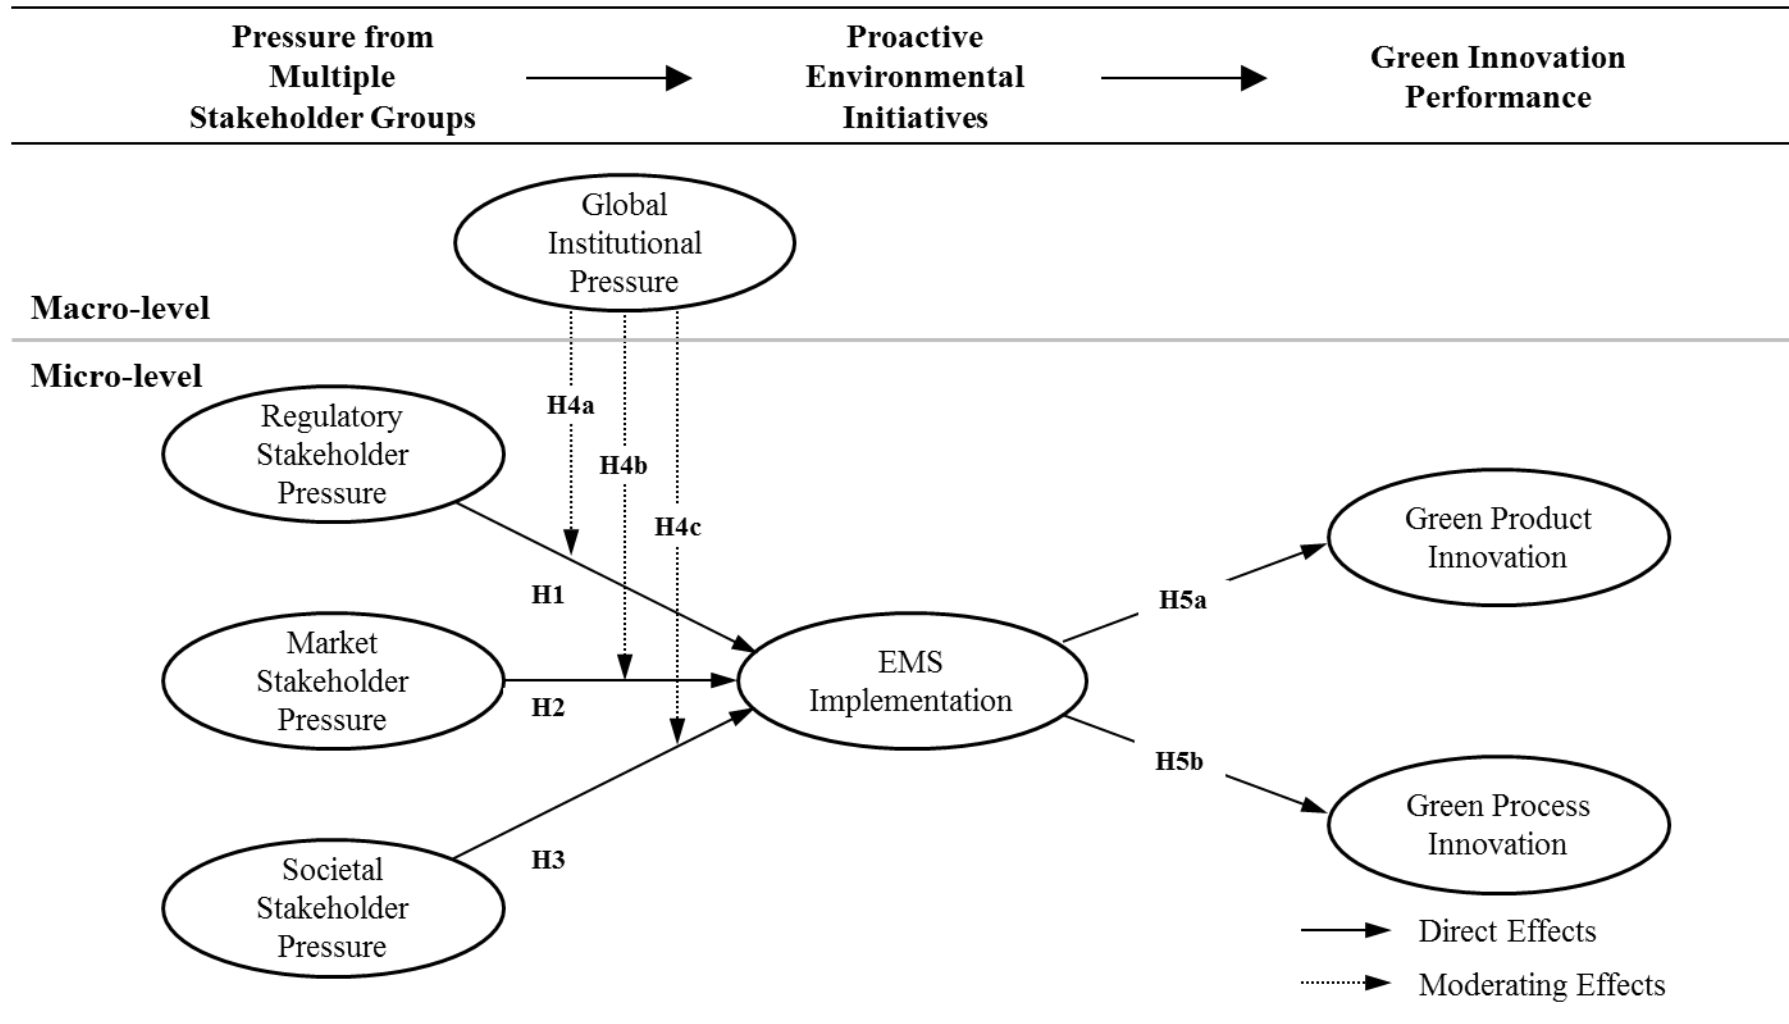 Pressure from
Multiple
Stakeholder Groups
Proactive
Environmental
Initiatives
Green Innovation
Performance
Global
Institutional
Pressure
Macro-level
Micro-level
Regulatory
Stakeholder
Pressure
H4a
H4b
H4c
H1
Market
Stakeholder
Pressure
H2
EMS
Implementation
Societal
Stakeholder
Pressure
H3
H5a
H5b
Green Product
Innovation
Green Process
Innovation
Direct Effects
Moderating Effects